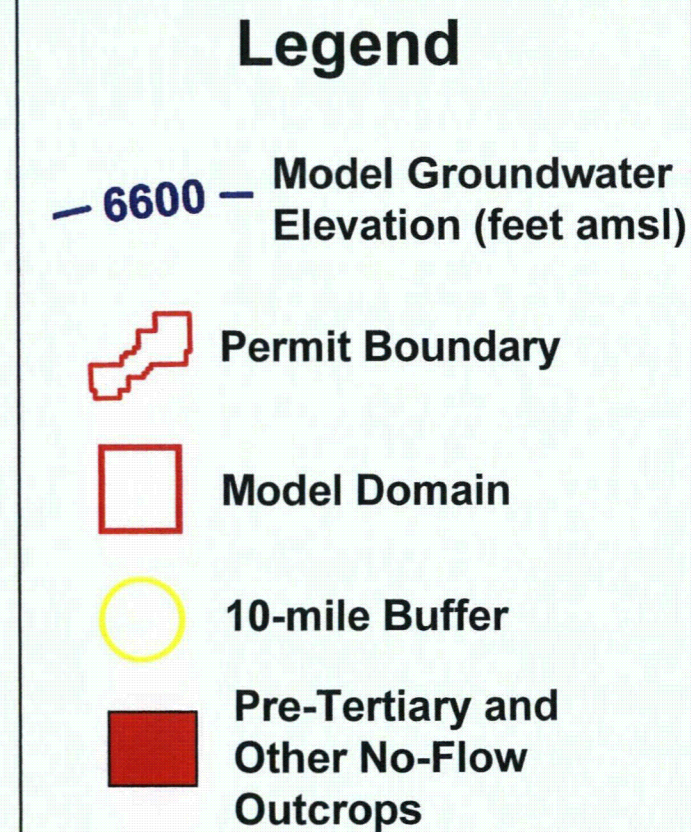 Legend
— 6600 — Model Groundwater
Elevation (feet amsl)
Permit Boundary
Model Domain
10-mile Buffer
Pre-Tertiary and
Other No-Flow
Outcrops